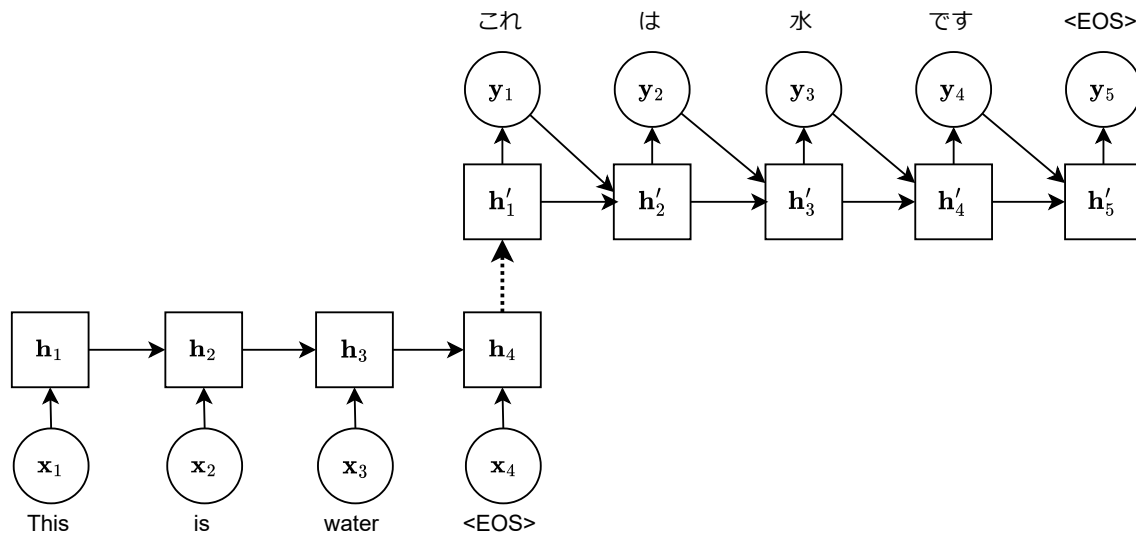 これ は 水 です <EOS>
y₁ y₂ y₃ y₄ y₅
h′₁ h′₂ h′₃ h′₄ h′₅
h₁ h₂ h₃ h₄
x₁ x₂ x₃ x₄
This is water <EOS>